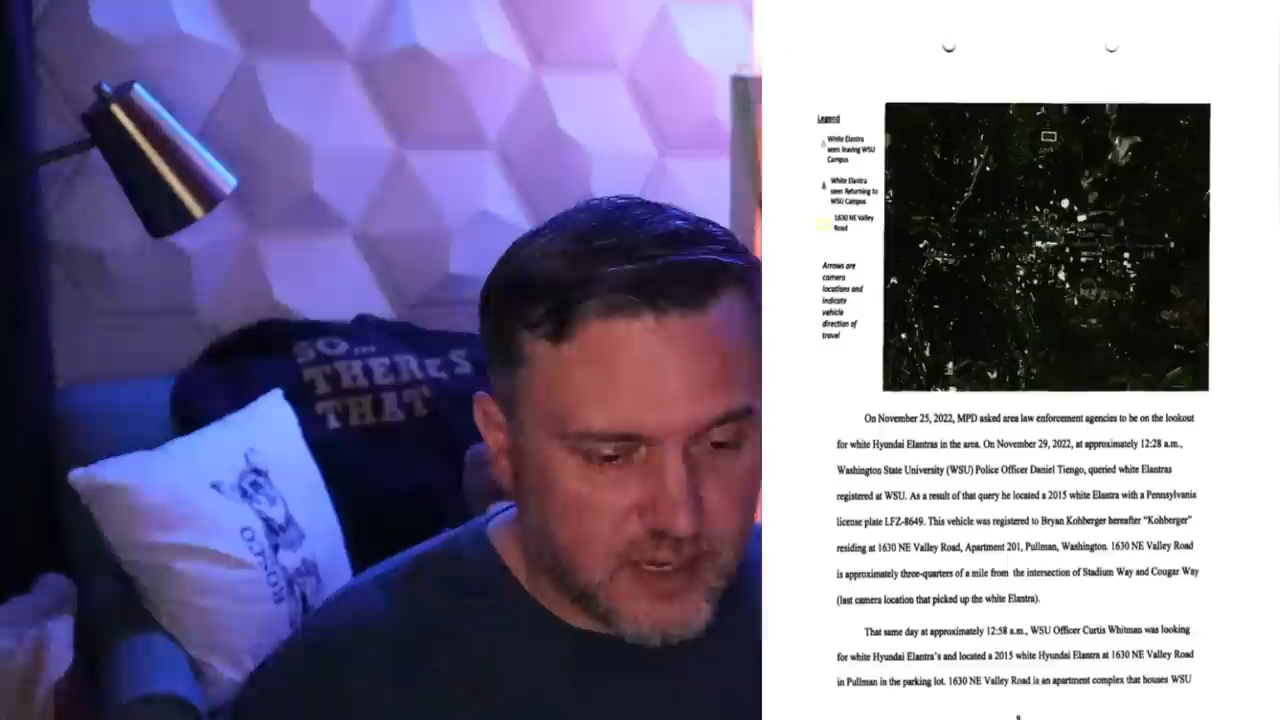 SO...
THERE'S
THAT
RONCO
Legend
White Elantra
seen leaving WSU
Campus
White Elantra
seen Returning to
WSU Campus
1630 NE Valley
Road
Arrows are
camera
locations and
indicate
vehicle
direction of
travel
On November 25, 2022, MPD asked area law enforcement agencies to be on the lookout
for white Hyundai Elantras in the area. On November 29, 2022, at approximately 12:28 a.m.,
Washington State University (WSU) Police Officer Daniel Tiengo, queried white Elantras
registered at WSU. As a result of that query he located a 2015 white Elantra with a Pennsylvania
license plate LFZ-8649. This vehicle was registered to Bryan Kohberger hereafter “Kohberger”
residing at 1630 NE Valley Road, Apartment 201, Pullman, Washington. 1630 NE Valley Road
is approximately three-quarters of a mile from the intersection of Stadium Way and Cougar Way
(last camera location that picked up the white Elantra).
That same day at approximately 12:58 a.m., WSU Officer Curtis Whitman was looking
for white Hyundai Elantra's and located a 2015 white Hyundai Elantra at 1630 NE Valley Road
in Pullman in the parking lot. 1630 NE Valley Road is an apartment complex that houses WSU